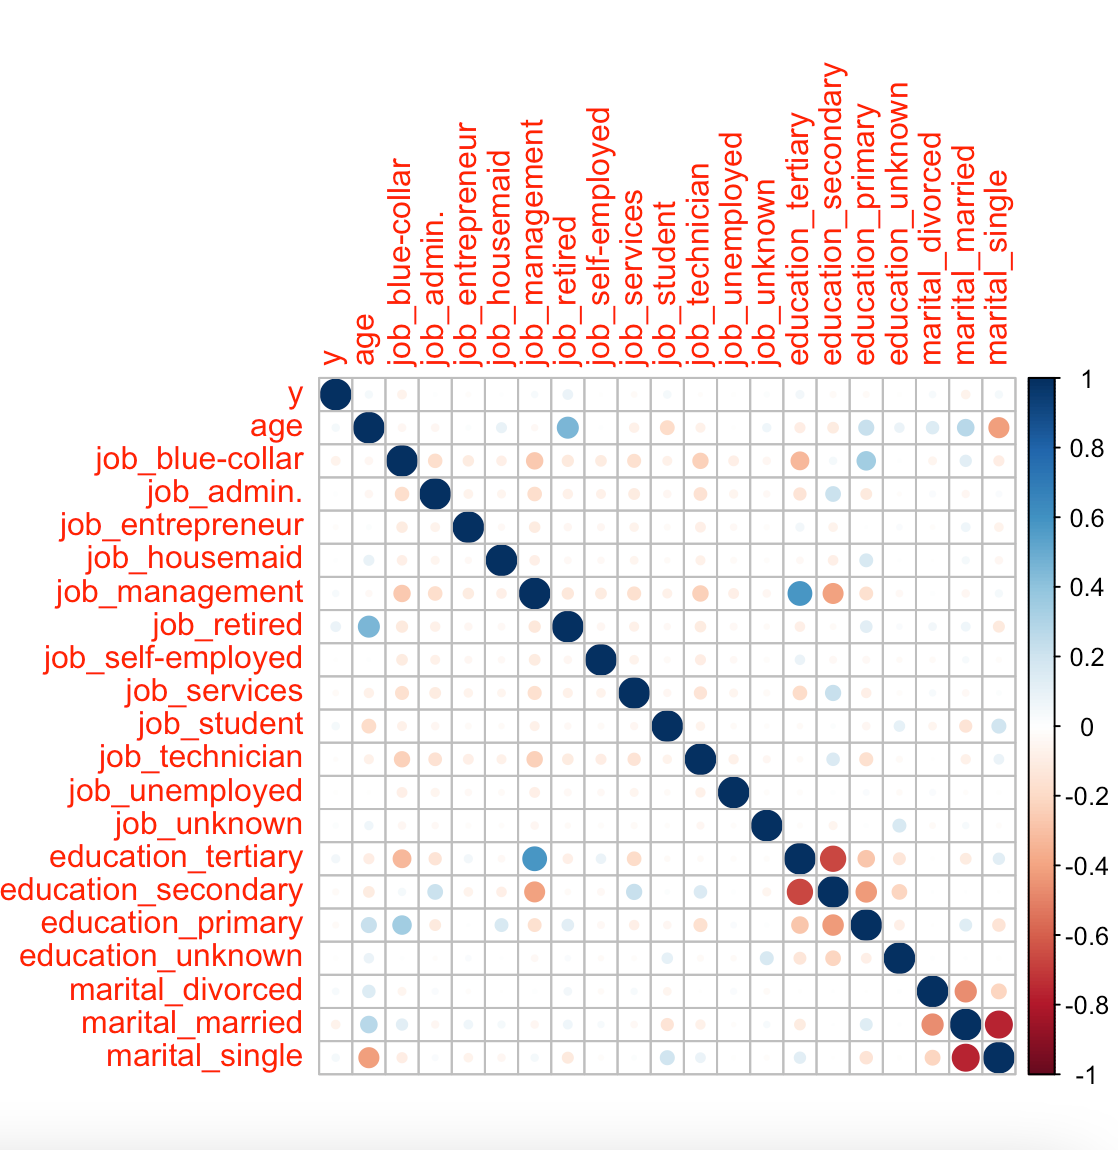 y
age
job_blue-collar
job_admin.
job_entrepreneur
job_housemaid
job_management
job_retired
job_self-employed
job_services
job_student
job_technician
job_unemployed
job_unknown
education_tertiary
education_secondary
education_primary
education_unknown
marital_divorced
marital_married
marital_single
y
age
job_blue-collar
job_admin.
job_entrepreneur
job_housemaid
job_management
job_retired
job_self-employed
job_services
job_student
job_technician
job_unemployed
job_unknown
education_tertiary
education_secondary
education_primary
education_unknown
marital_divorced
marital_married
marital_single
1
0.8
0.6
0.4
0.2
0
-0.2
-0.4
-0.6
-0.8
-1